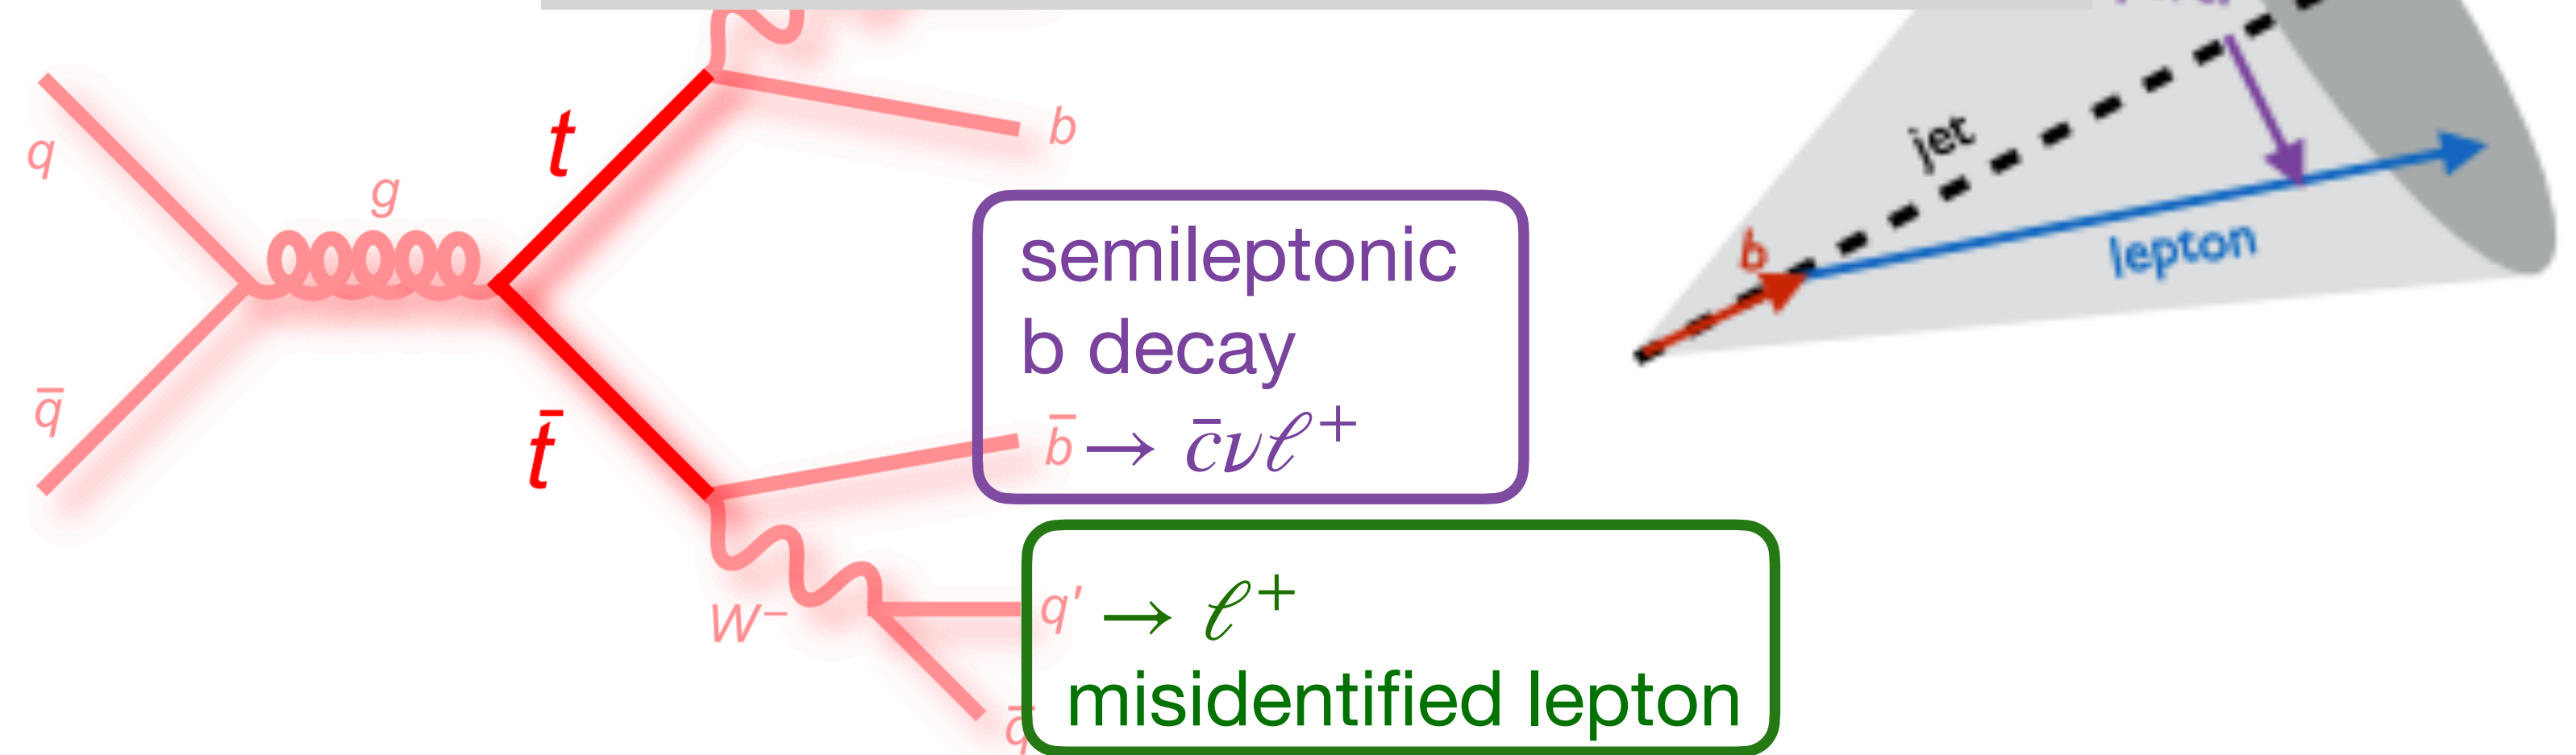 q
g
q̄
t
t̄
b
semileptonic
b decay
b̄ → c̄νℓ⁺
W⁻
q′ → ℓ⁺
misidentified lepton
q̄
jet
b
lepton